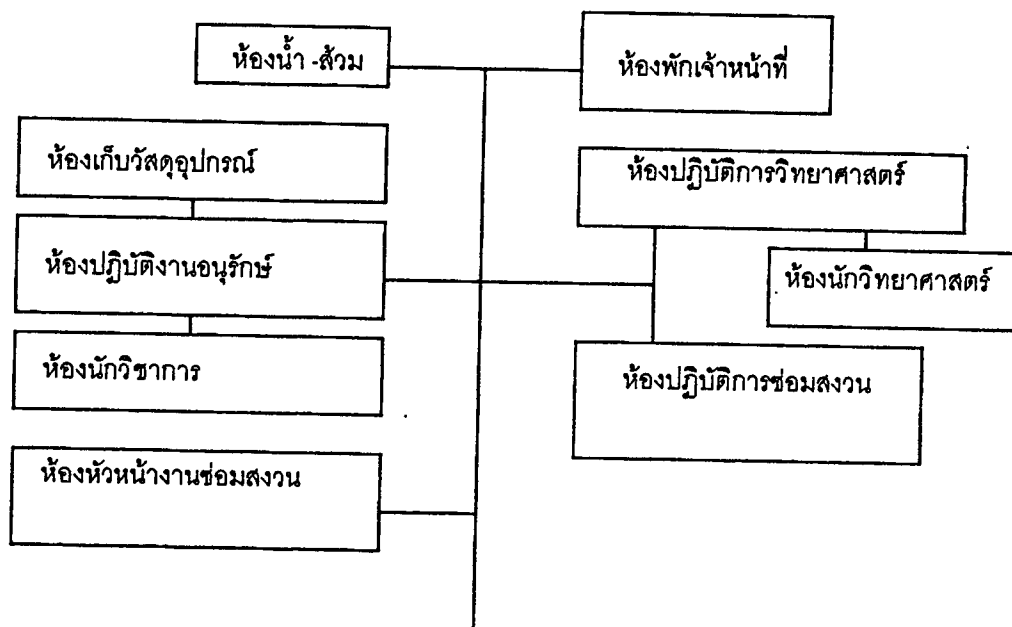 ห้องน้ำ -ส้วม
ห้องพักเจ้าหน้าที่
ห้องเก็บวัสดุอุปกรณ์
ห้องปฏิบัติการวิทยาศาสตร์
ห้องปฏิบัติงานอนุรักษ์
ห้องนักวิทยาศาสตร์
ห้องนักวิชาการ
ห้องปฏิบัติการซ่อมสงวน
ห้องหัวหน้างานซ่อมสงวน